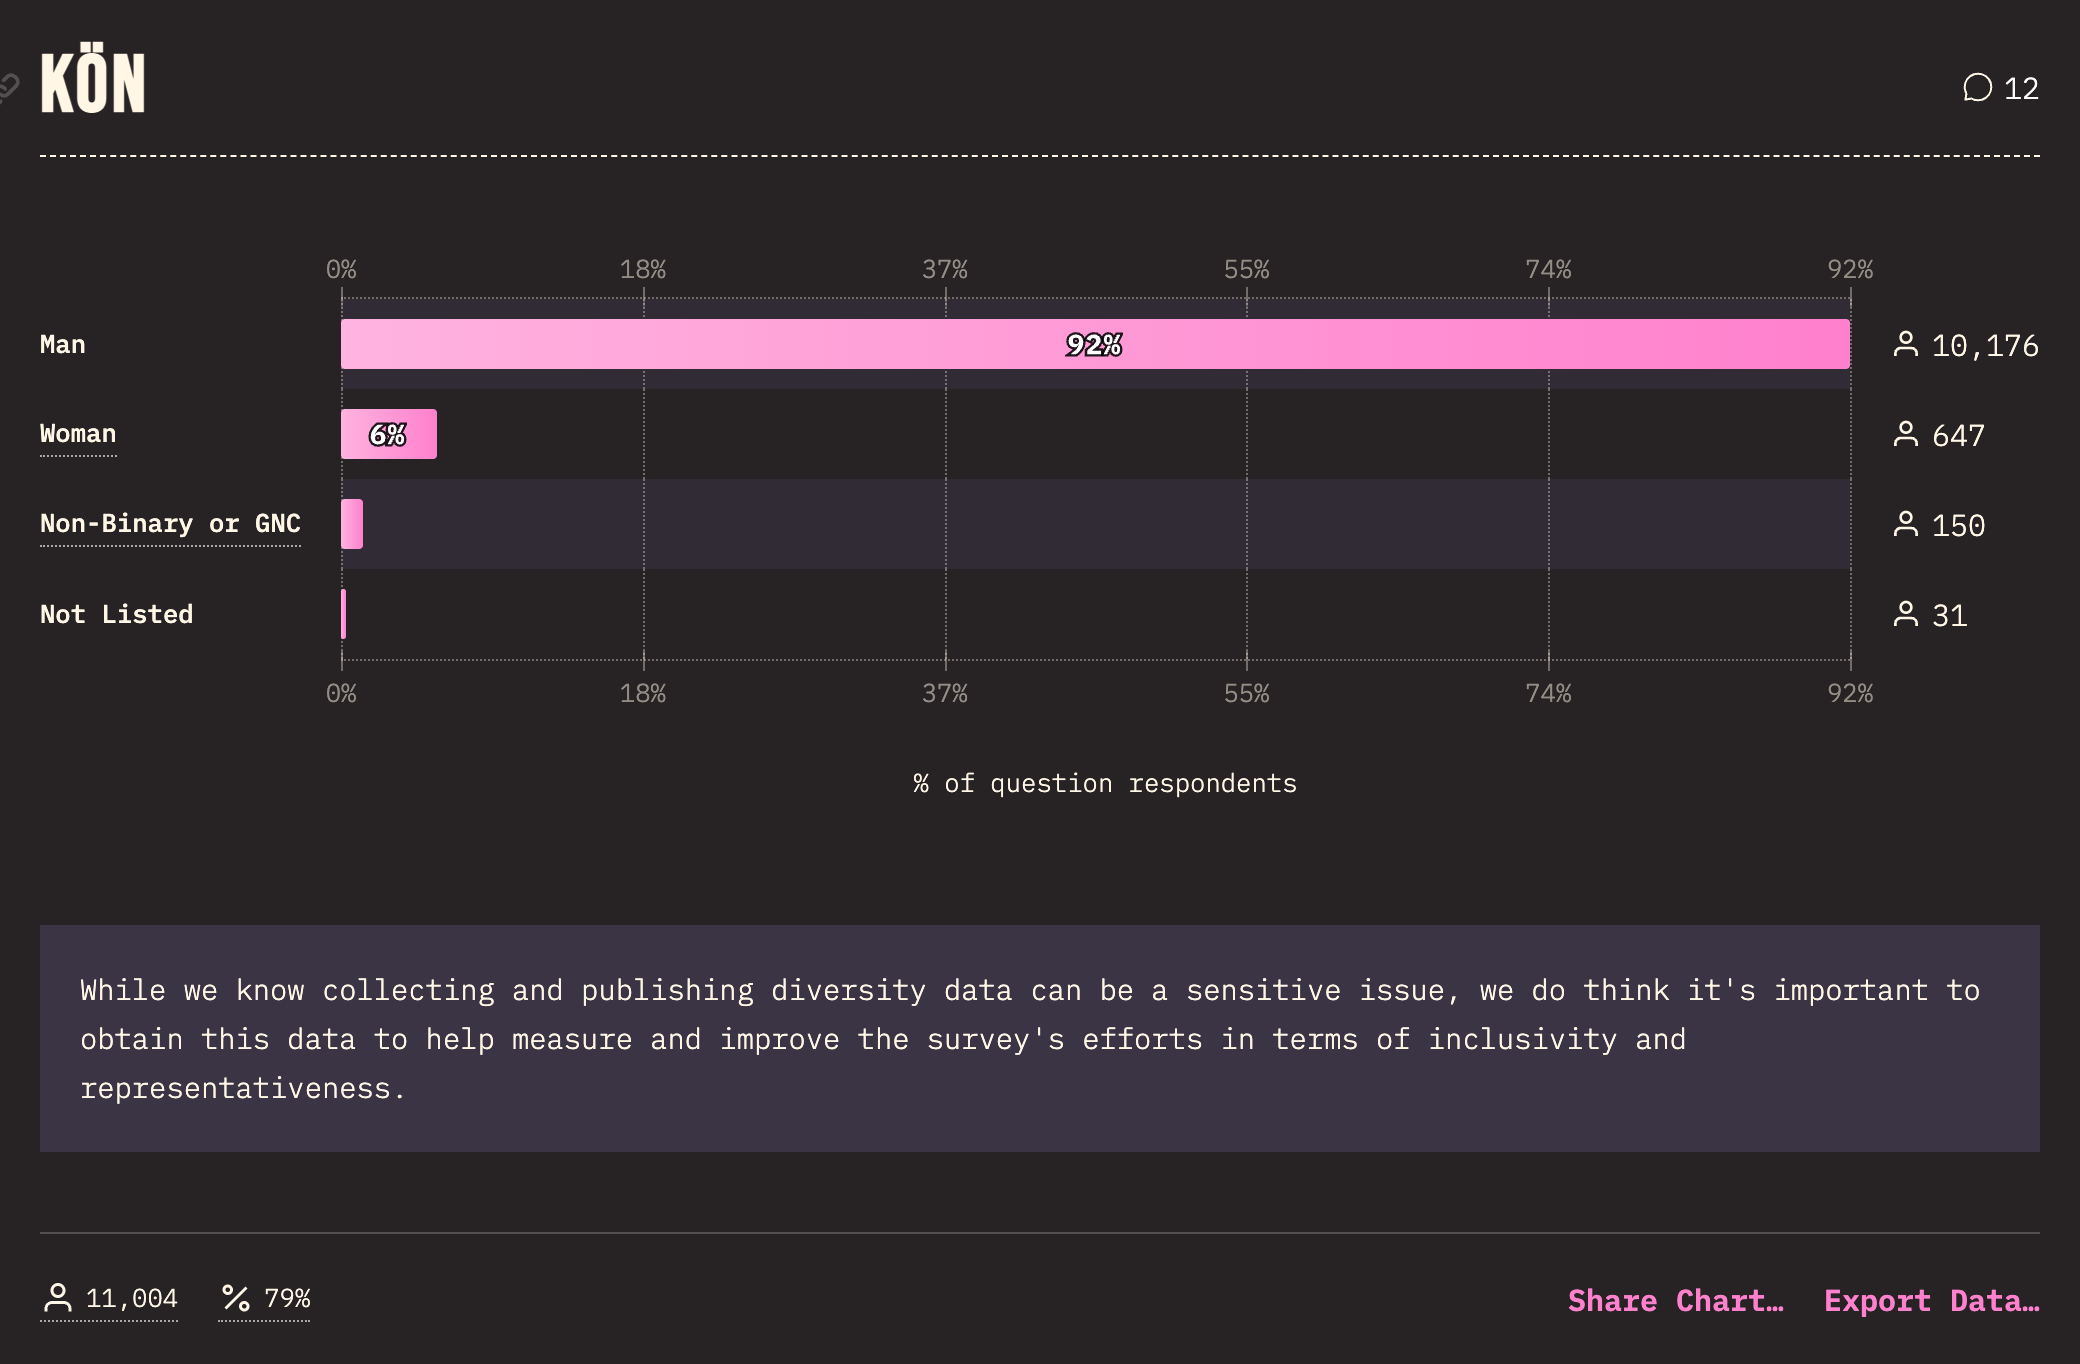 KÖN
12
0% 18% 37% 55% 74% 92%
Man 92% 10,176
Woman 6% 647
Non-Binary or GNC 150
Not Listed 31
0% 18% 37% 55% 74% 92%
% of question respondents
While we know collecting and publishing diversity data can be a sensitive issue, we do think it's important to
obtain this data to help measure and improve the survey's efforts in terms of inclusivity and
representativeness.
11,004 % 79% Share Chart… Export Data…